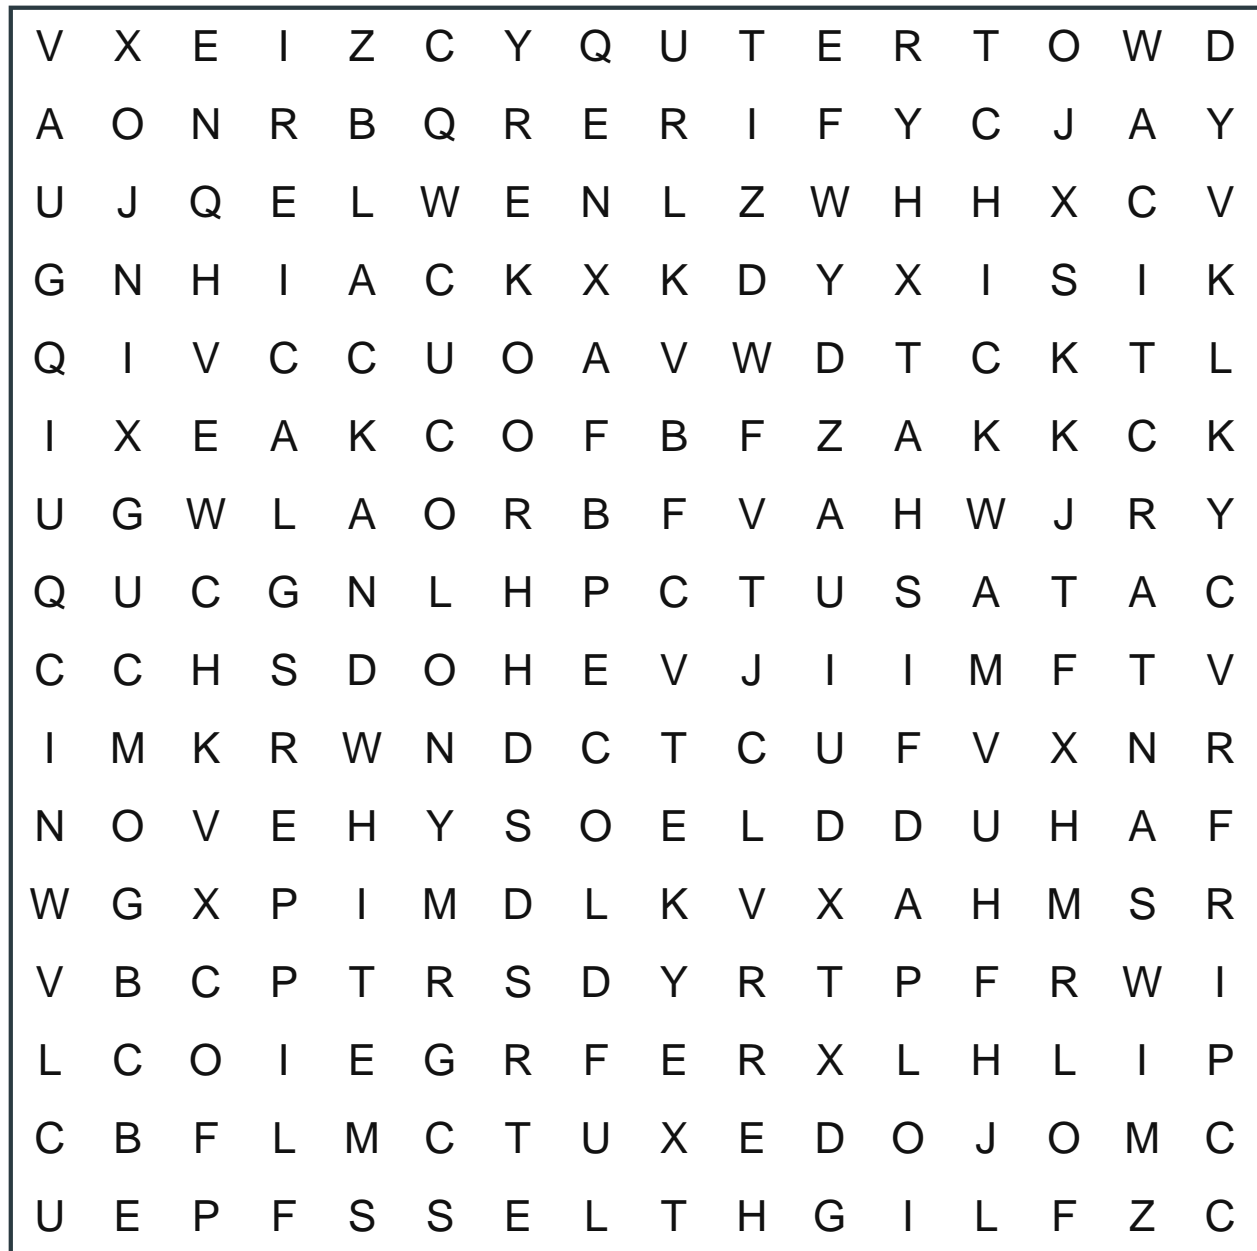 V X E I Z C Y Q U T E R T O W D
A O N R B Q R E R I F Y C J A Y
U J Q E L W E N L Z W H H X C V
G N H I A C K X K D Y X I S I K
Q I V C C U O A V W D T C K T L
I X E A K C O F B F Z A K K C K
U G W L A O R B F V A H W J R Y
Q U C G N L H P C T U S A T A C
C C H S D O H E V J I I M F T V
I M K R W N D C T C U F V X N R
N O V E H Y S O E L D D U H A F
W G X P I M D L K V X A H M S R
V B C P T R S D Y R T P F R W I
L C O I E G R F E R X L H L I P
C B F L M C T U X E D O J O M C
U E P F S S E L T H G I L F Z C